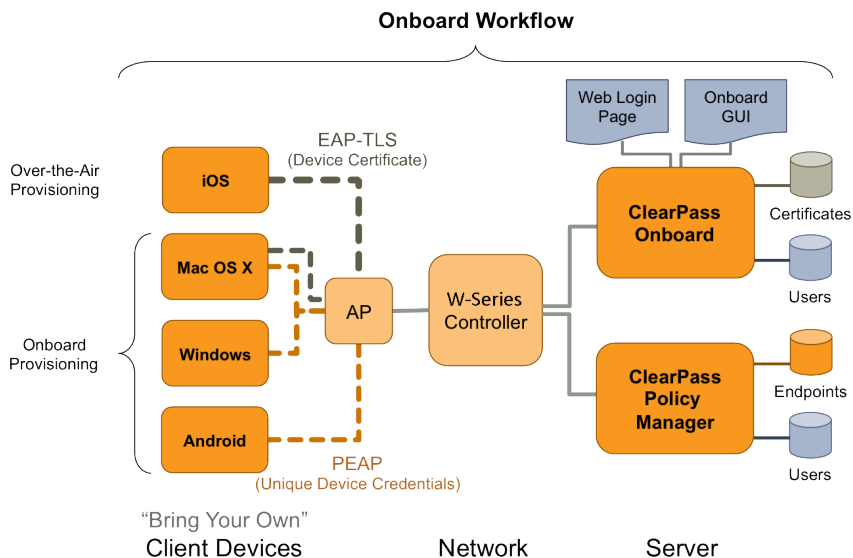 Onboard Workflow
Web Login
Page
Onboard
GUI
EAP-TLS
(Device Certificate)
Over-the-Air
Provisioning
iOS
ClearPass
Onboard
Certificates
Mac OS X
Users
AP
W-Series
Controller
Onboard
Provisioning
Windows
ClearPass
Policy
Manager
Endpoints
Android
PEAP
(Unique Device Credentials)
Users
“Bring Your Own”
Client Devices
Network
Server